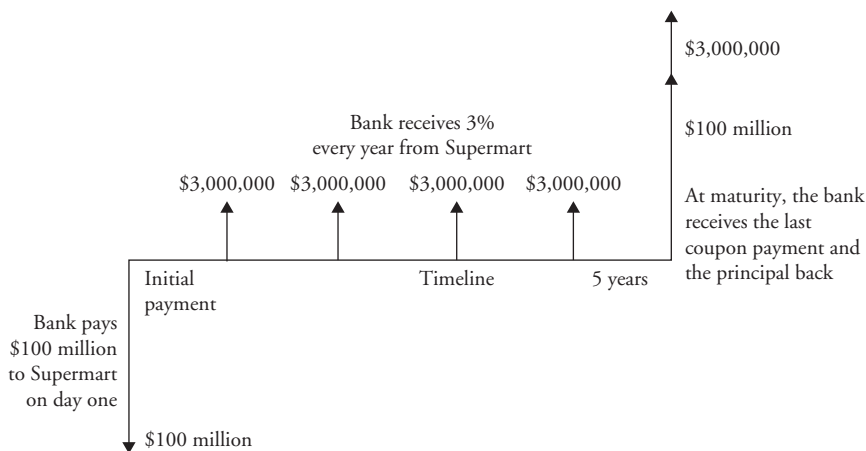 $3,000,000
$100 million
Bank receives 3%
every year from Supermart
$3,000,000 $3,000,000 $3,000,000 $3,000,000
At maturity, the bank
receives the last
coupon payment and
the principal back
Initial
payment
Timeline
5 years
Bank pays
$100 million
to Supermart
on day one
$100 million